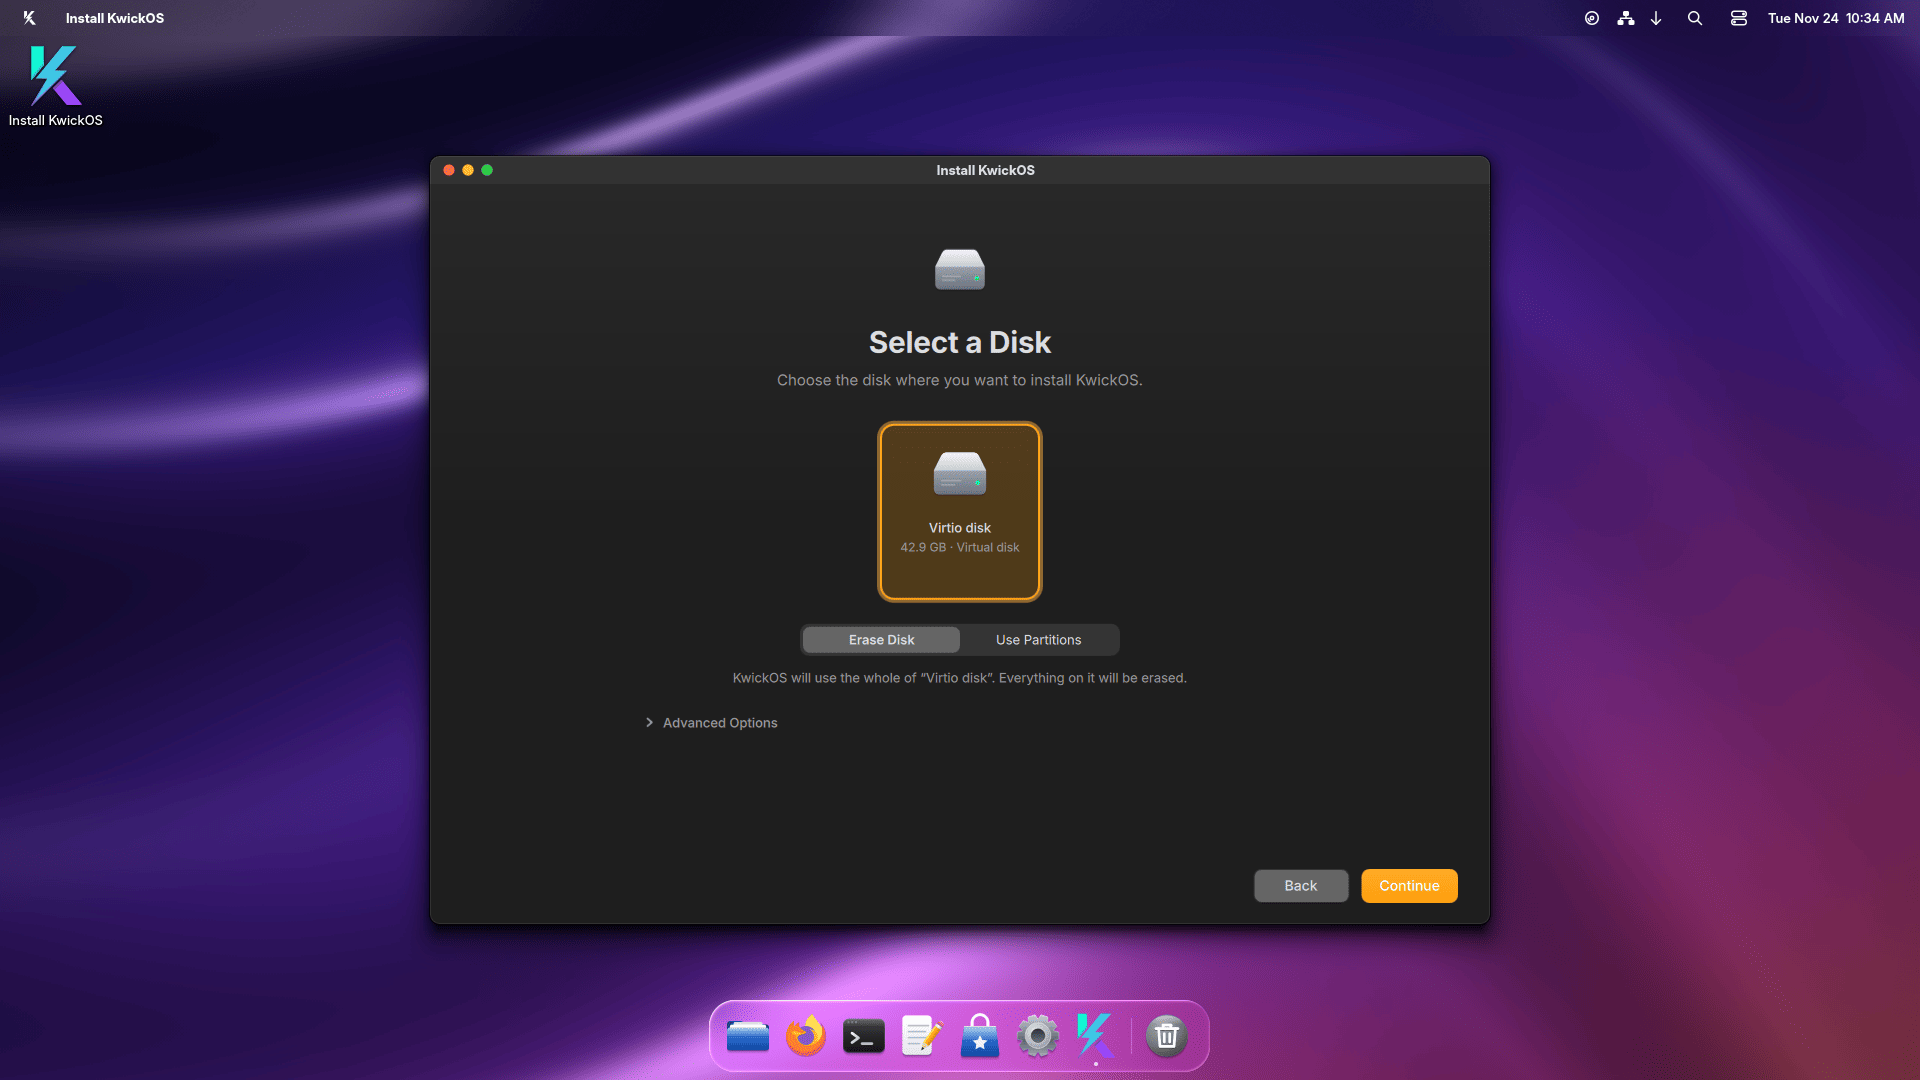 Install KwickOS
Tue Nov 24 10:34 AM
Install KwickOS
Install KwickOS
Select a Disk
Choose the disk where you want to install KwickOS.
Virtio disk
42.9 GB · Virtual disk
Erase Disk
Use Partitions
KwickOS will use the whole of “Virtio disk”. Everything on it will be erased.
Advanced Options
Back
Continue